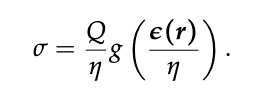 σ = Q/η g ( ϵ(r)/η ) .